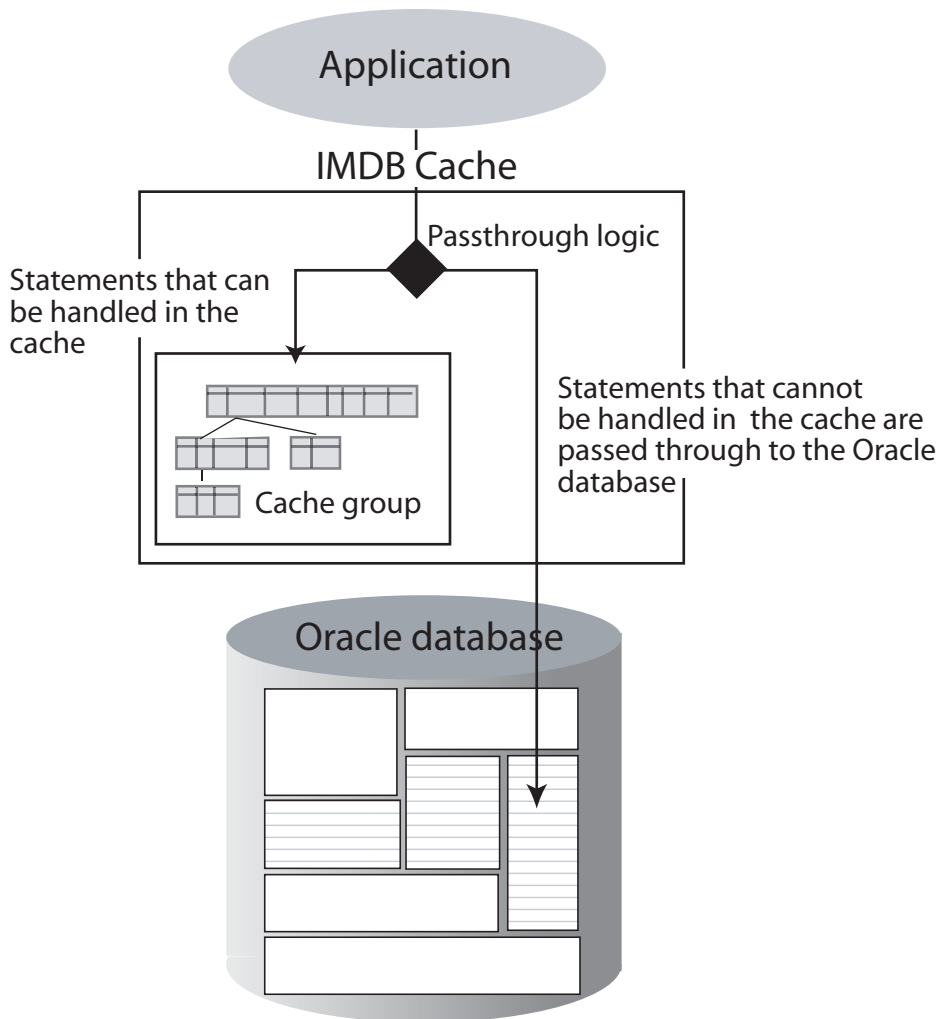 Application
IMDB Cache
Passthrough logic
Statements that can
be handled in the
cache
Statements that cannot
be handled in  the cache are
passed through to the Oracle
database
Cache group
Oracle database